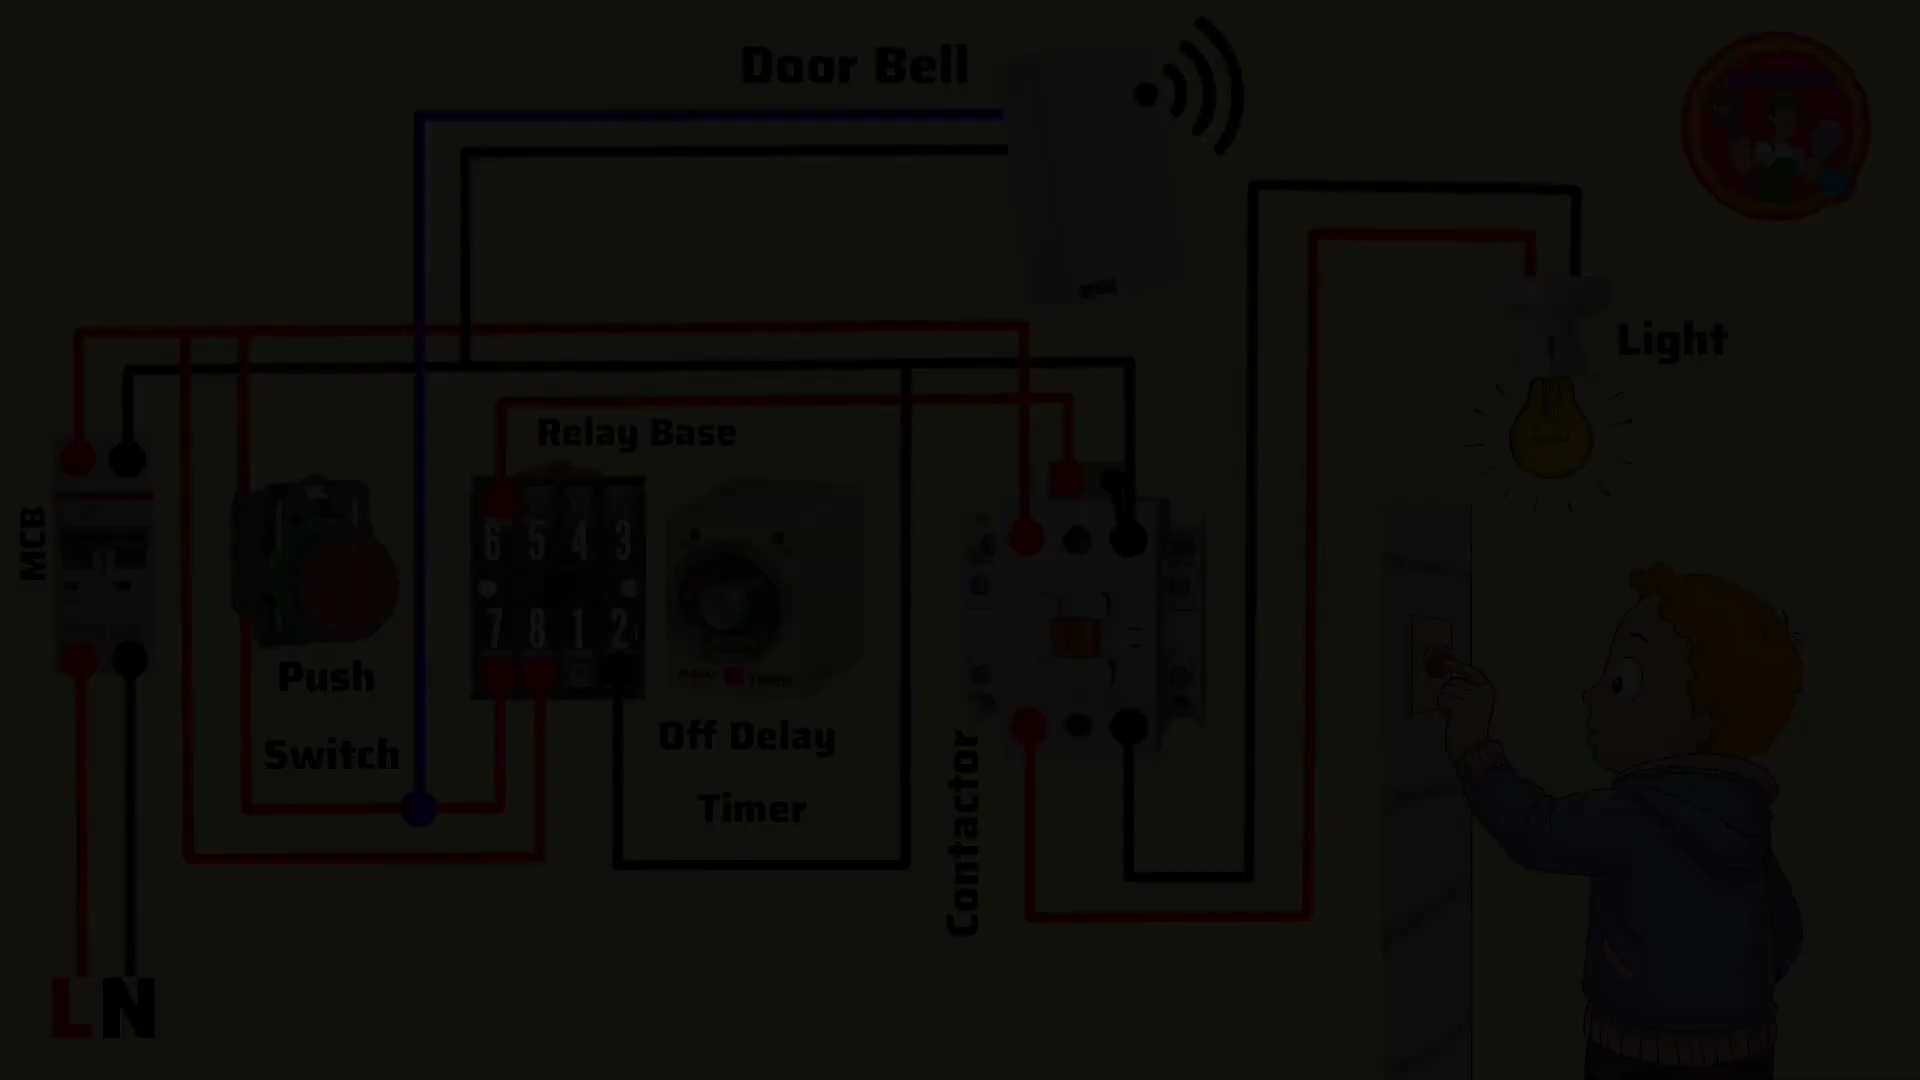 Door Bell
Light
Relay Base
MCB
6 5 4 3
7 8 1 2
Push
Switch
Off Delay
Timer
Contactor
L N